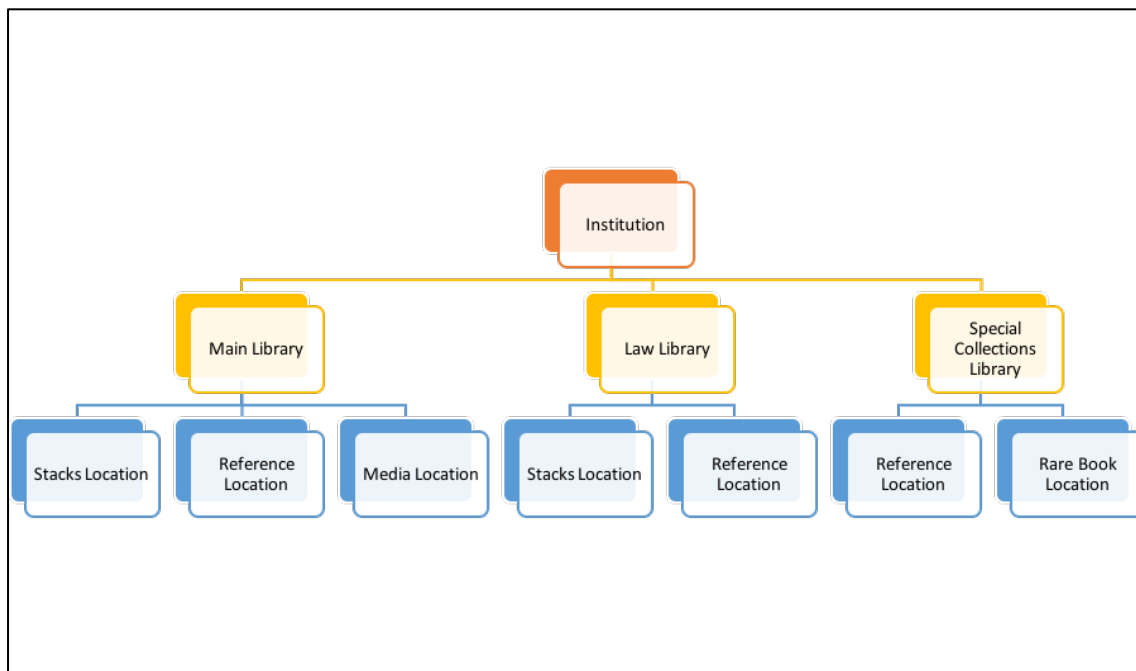 Institution
Main Library
Law Library
Special
Collections
Library
Stacks Location
Reference
Location
Media Location
Stacks Location
Reference
Location
Reference
Location
Rare Book
Location